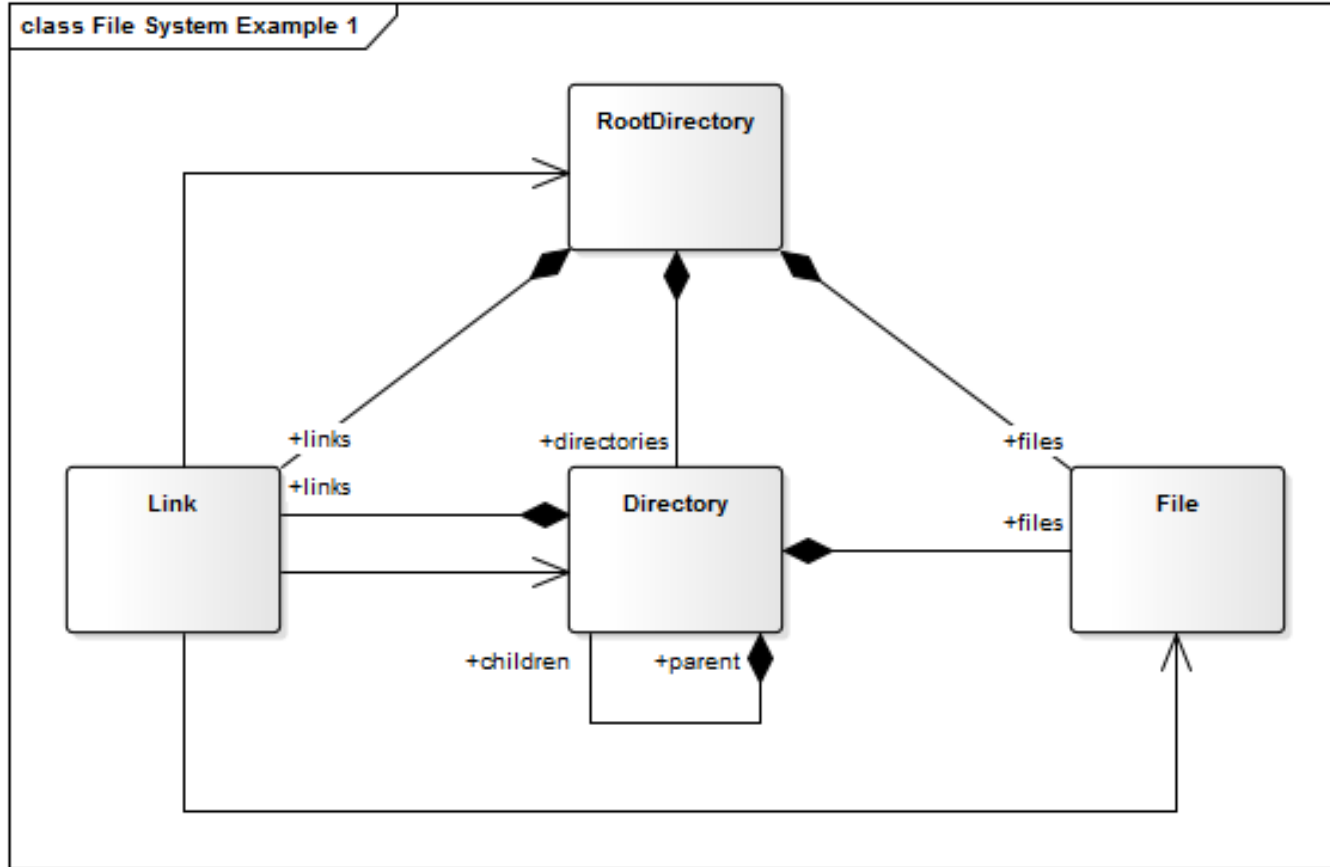 class File System Example 1
RootDirectory
+links
+directories
+files
+links
Link
Directory
File
+files
+children
+parent